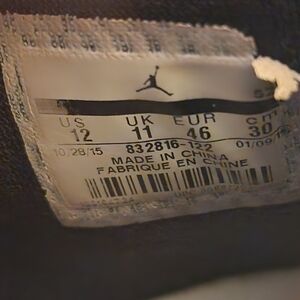 US UK EUR CM
12 11 46 30
10/28/15 832816-122 01/09/
MADE IN CHINA
FABRIQUE EN CHINE